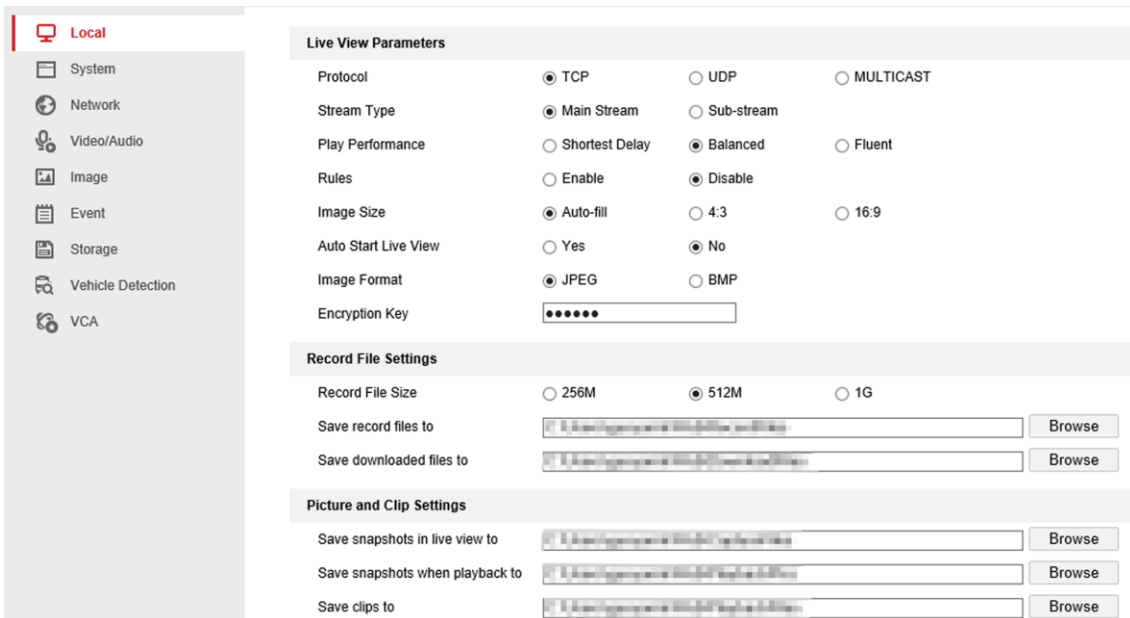 Local
System
Network
Video/Audio
Image
Event
Storage
Vehicle Detection
VCA
Live View Parameters
Protocol TCP UDP MULTICAST
Stream Type Main Stream Sub-stream
Play Performance Shortest Delay Balanced Fluent
Rules Enable Disable
Image Size Auto-fill 4:3 16:9
Auto Start Live View Yes No
Image Format JPEG BMP
Encryption Key
Record File Settings
Record File Size 256M 512M 1G
Save record files to Browse
Save downloaded files to Browse
Picture and Clip Settings
Save snapshots in live view to Browse
Save snapshots when playback to Browse
Save clips to Browse